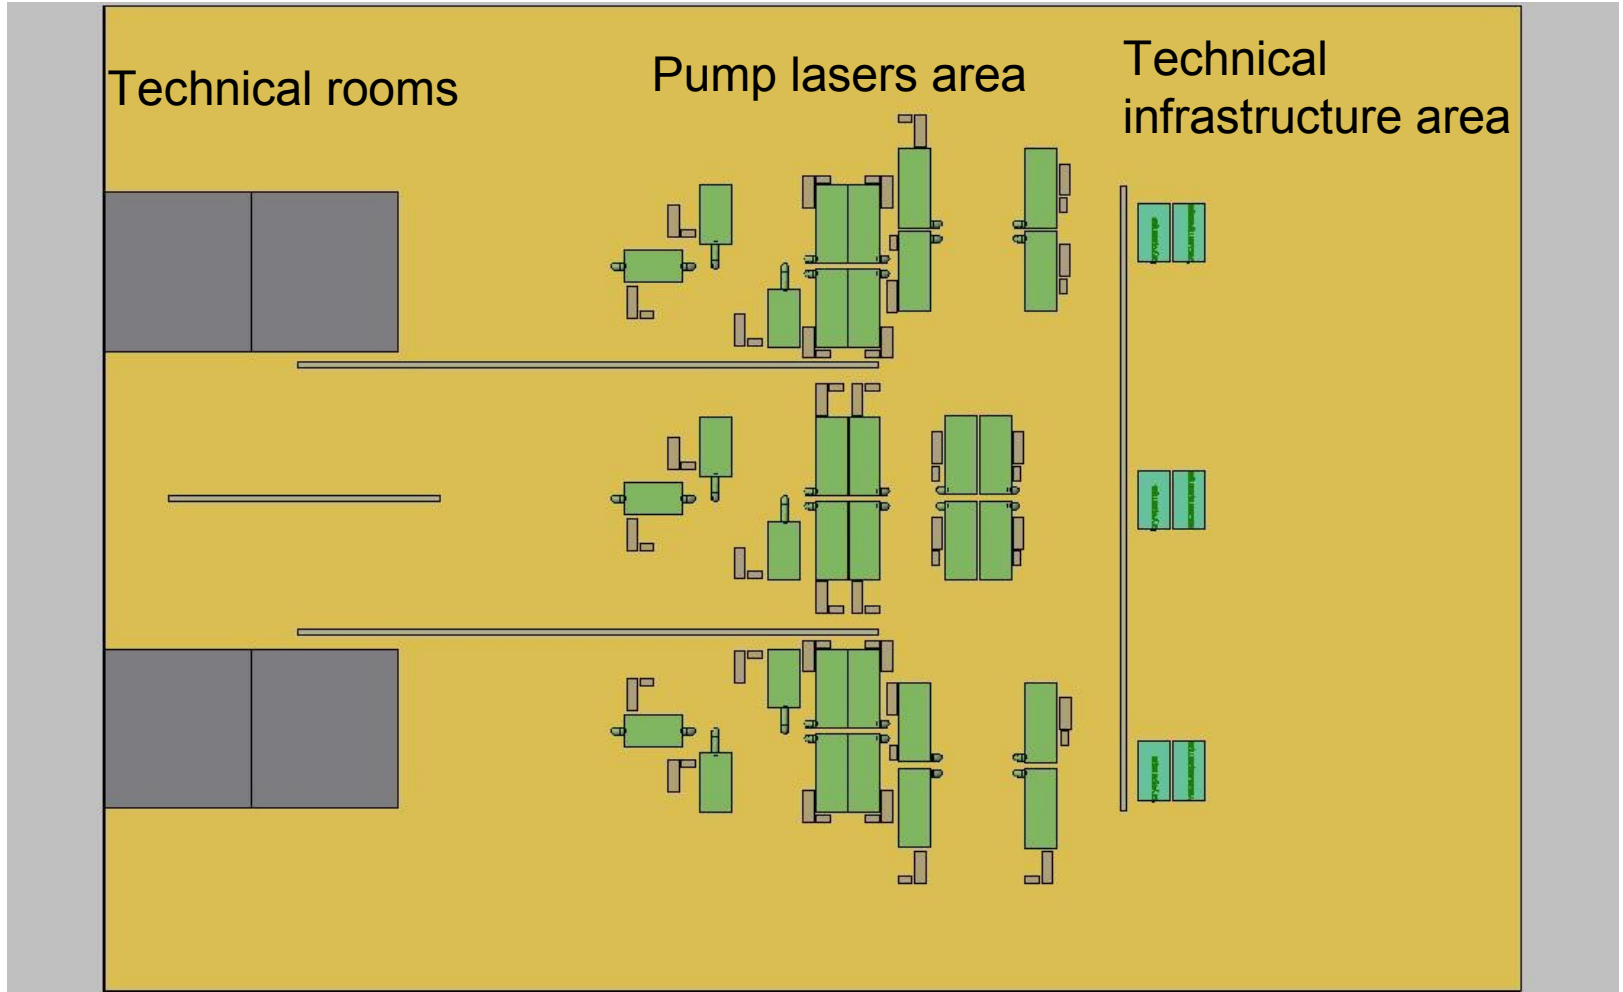 Technical rooms
Pump lasers area
Technical
infrastructure area